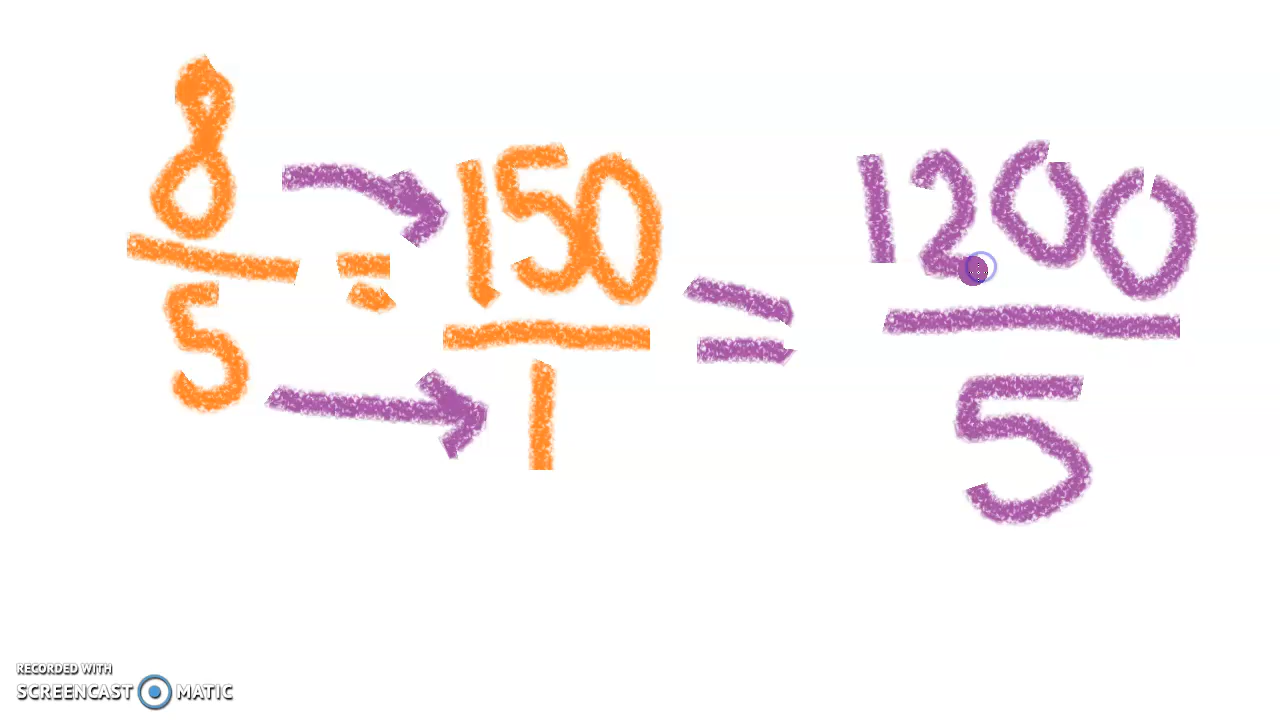 8/5 = 150/1 = 1200/5
RECORDED WITH
SCREENCAST MATIC